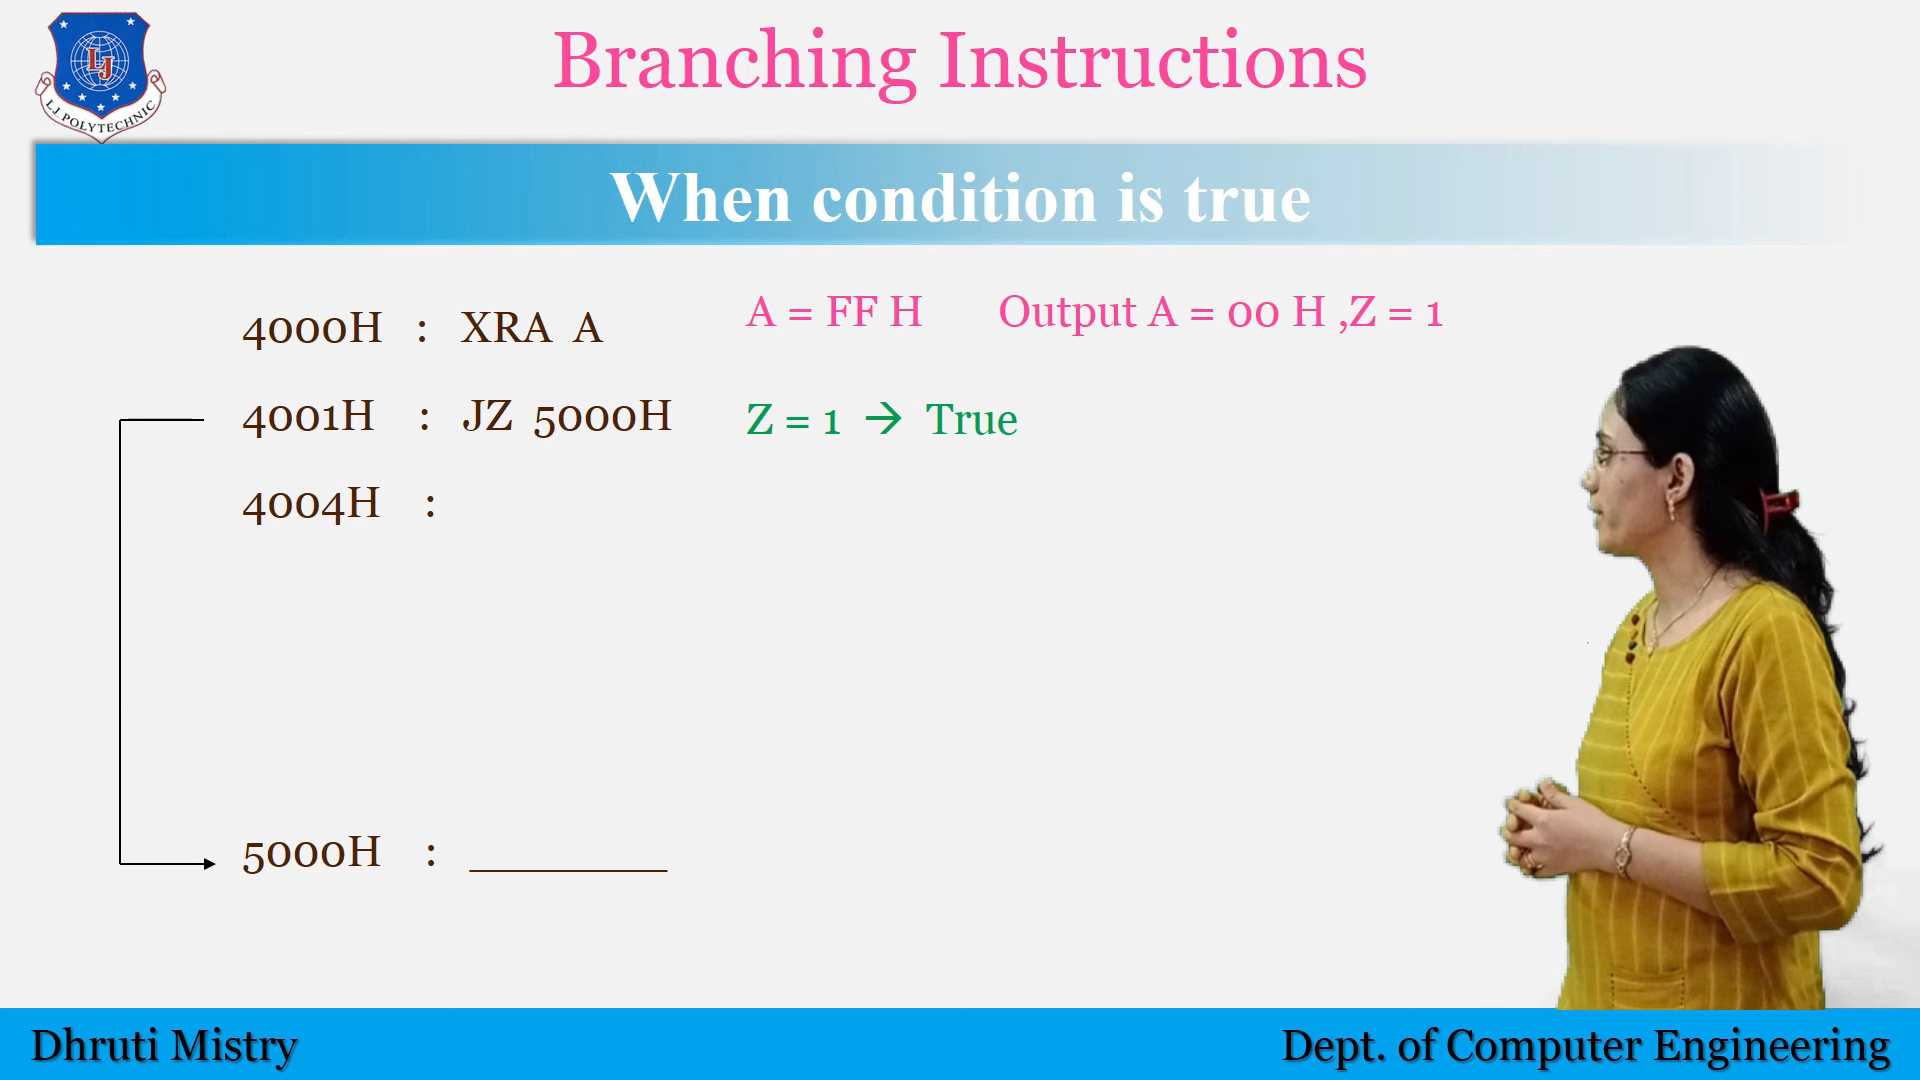 LJ
L.J. POLYTECHNIC
Branching Instructions
When condition is true
4000H : XRA A A = FF H Output A = 00 H ,Z = 1
4001H : JZ 5000H Z = 1 → True
4004H :
5000H : ________
Dhruti Mistry Dept. of Computer Engineering